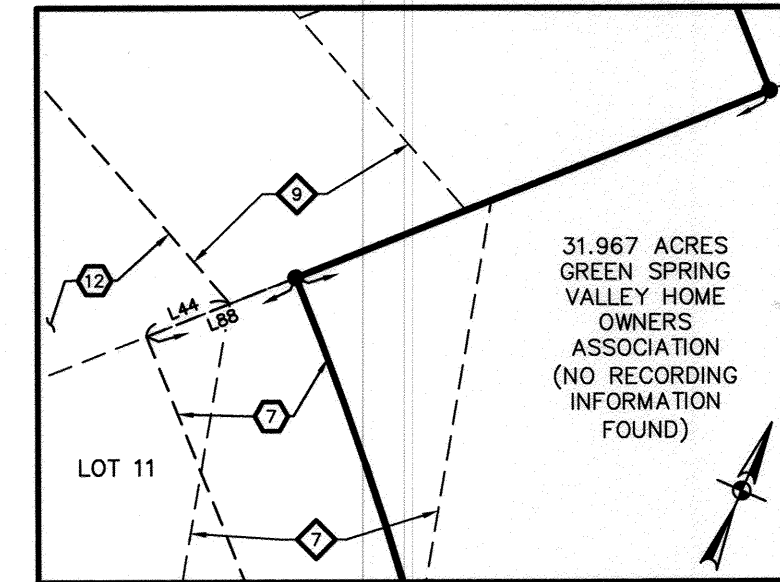 9
12
L44
L88
7
LOT 11
7
31.967 ACRES
GREEN SPRING
VALLEY HOME
OWNERS
ASSOCIATION
(NO RECORDING
INFORMATION
FOUND)